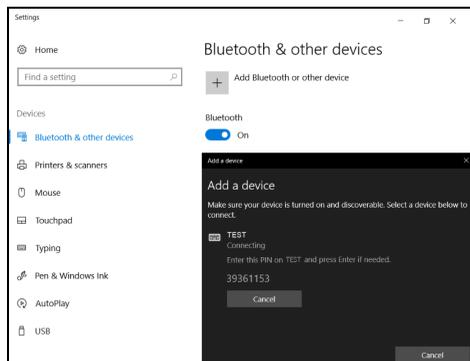 Settings
Home
Find a setting
Devices
Bluetooth & other devices
Printers & scanners
Mouse
Touchpad
Typing
Pen & Windows Ink
AutoPlay
USB
Bluetooth & other devices
Add Bluetooth or other device
Bluetooth
On
Add a device
Add a device
Make sure your device is turned on and discoverable. Select a device below to
connect.
TEST
Connecting
Enter this PIN on TEST and press Enter if needed.
39361153
Cancel
Cancel